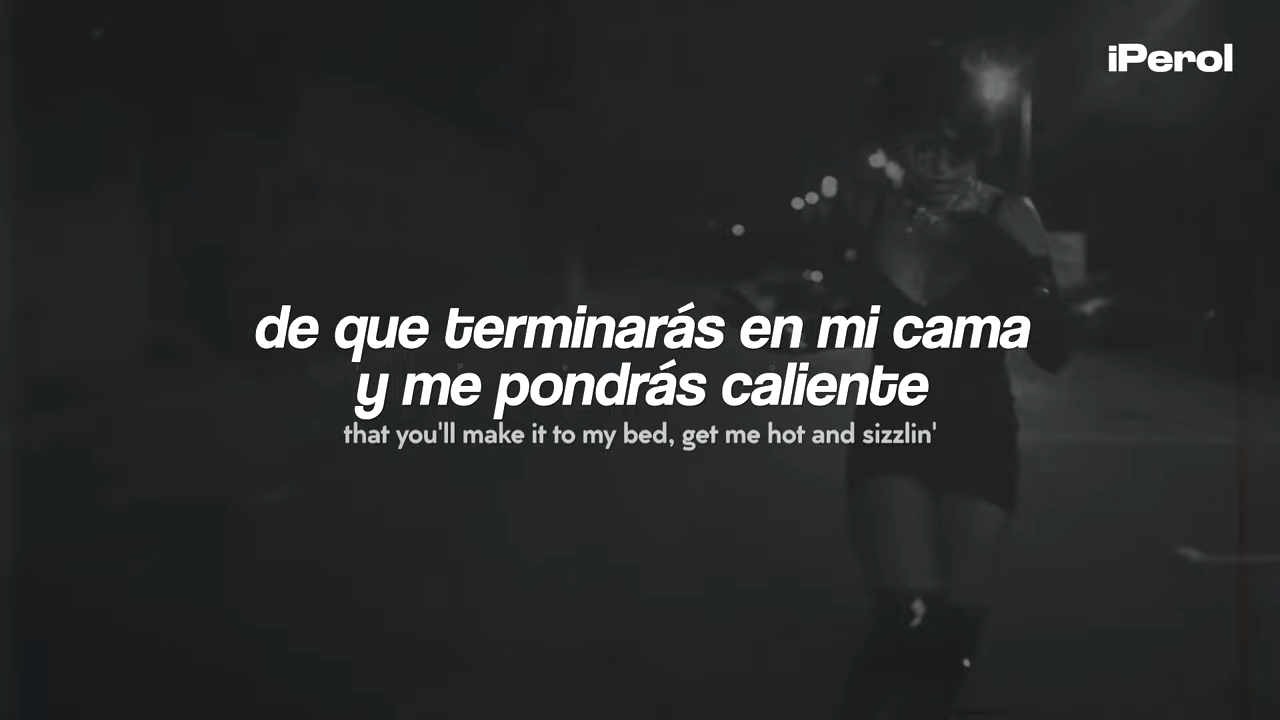 iPerol
de que terminarás en mi cama
y me pondrás caliente
that you'll make it to my bed, get me hot and sizzlin'